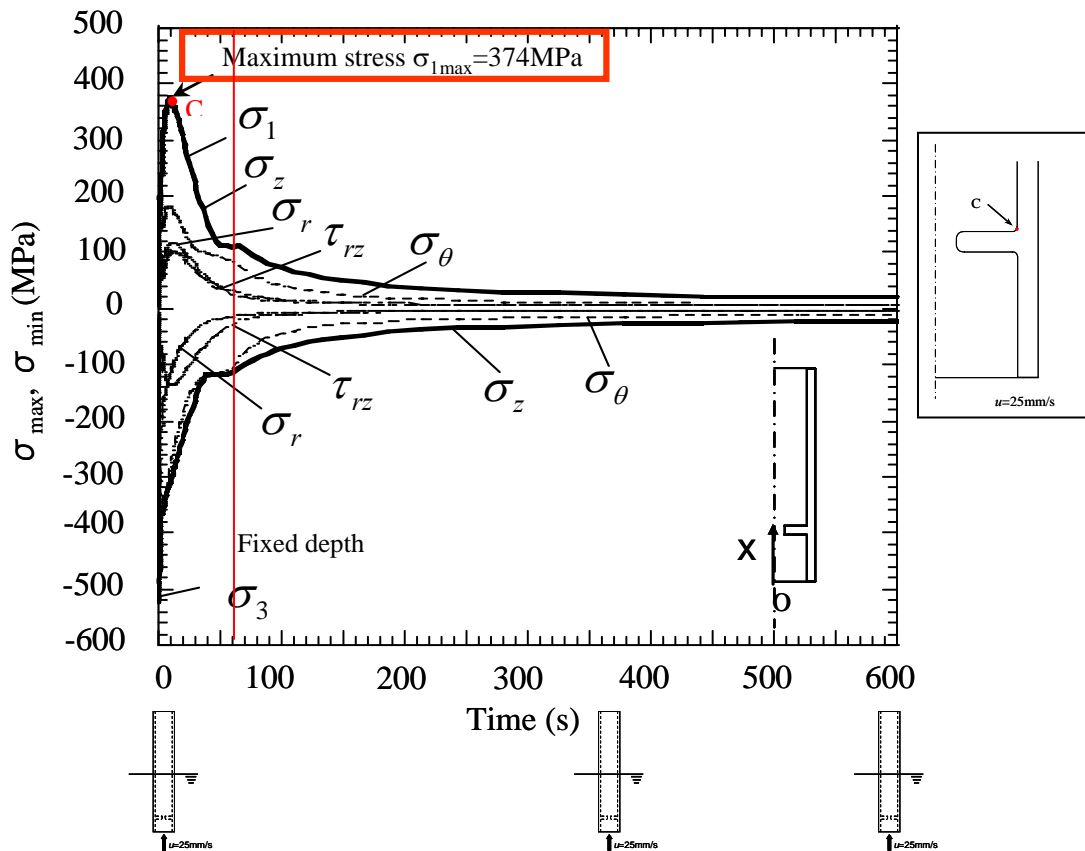 Maximum stress σ1max=374MPa
500
400
300
200
100
0
-100
-200
-300
-400
-500
-600
σ max, σ min (MPa)
C
σ1
σz
σr
τrz
σθ
σθ
σz
τrz
σr
Fixed depth
σ3
X
O
0 100 200 300 400 500 600
Time (s)
c
u=25mm/s
u=25mm/s
u=25mm/s
u=25mm/s